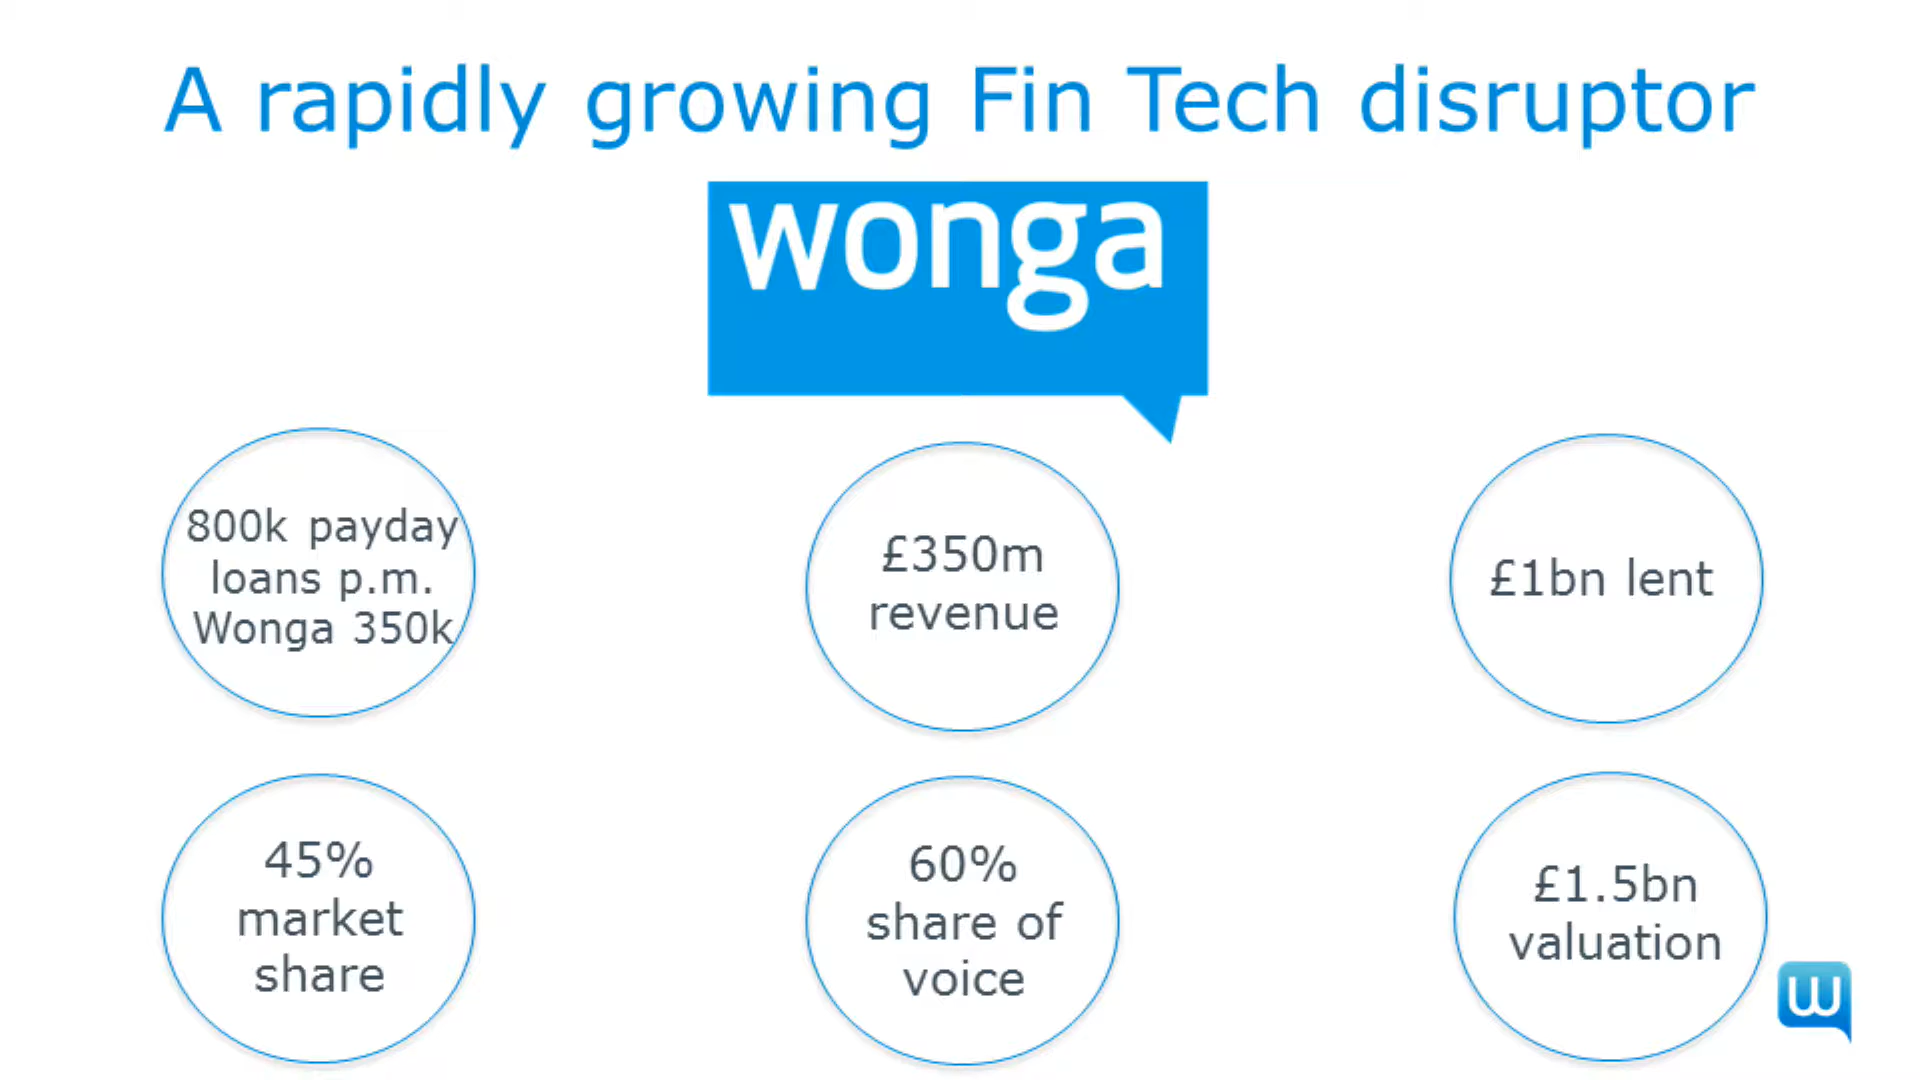 A rapidly growing Fin Tech disruptor
wonga
800k payday
loans p.m.
Wonga 350k
£350m
revenue
£1bn lent
45%
market
share
60%
share of
voice
£1.5bn
valuation
w